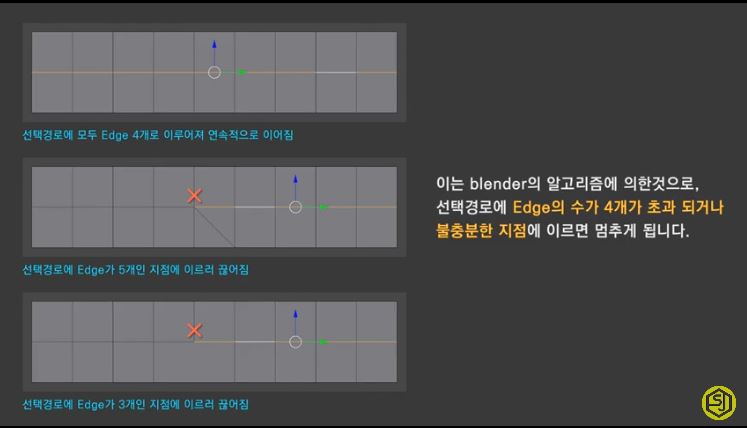 선택경로에 모두 Edge 4개로 이루어져 연속적으로 이어짐
선택경로에 Edge가 5개인 지점에 이르러 끊어짐
선택경로에 Edge가 3개인 지점에 이르러 끊어짐
이는 blender의 알고리즘에 의한것으로,
선택경로에 Edge의 수가 4개가 초과 되거나
불충분한 지점에 이르면 멈추게 됩니다.